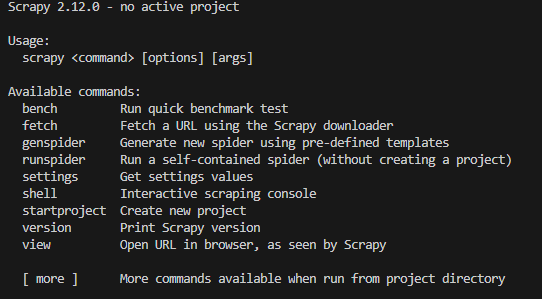 Scrapy 2.12.0 - no active project
Usage:
  scrapy <command> [options] [args]
Available commands:
  bench         Run quick benchmark test
  fetch         Fetch a URL using the Scrapy downloader
  genspider     Generate new spider using pre-defined templates
  runspider     Run a self-contained spider (without creating a project)
  settings      Get settings values
  shell         Interactive scraping console
  startproject  Create new project
  version       Print Scrapy version
  view          Open URL in browser, as seen by Scrapy
  [ more ]      More commands available when run from project directory